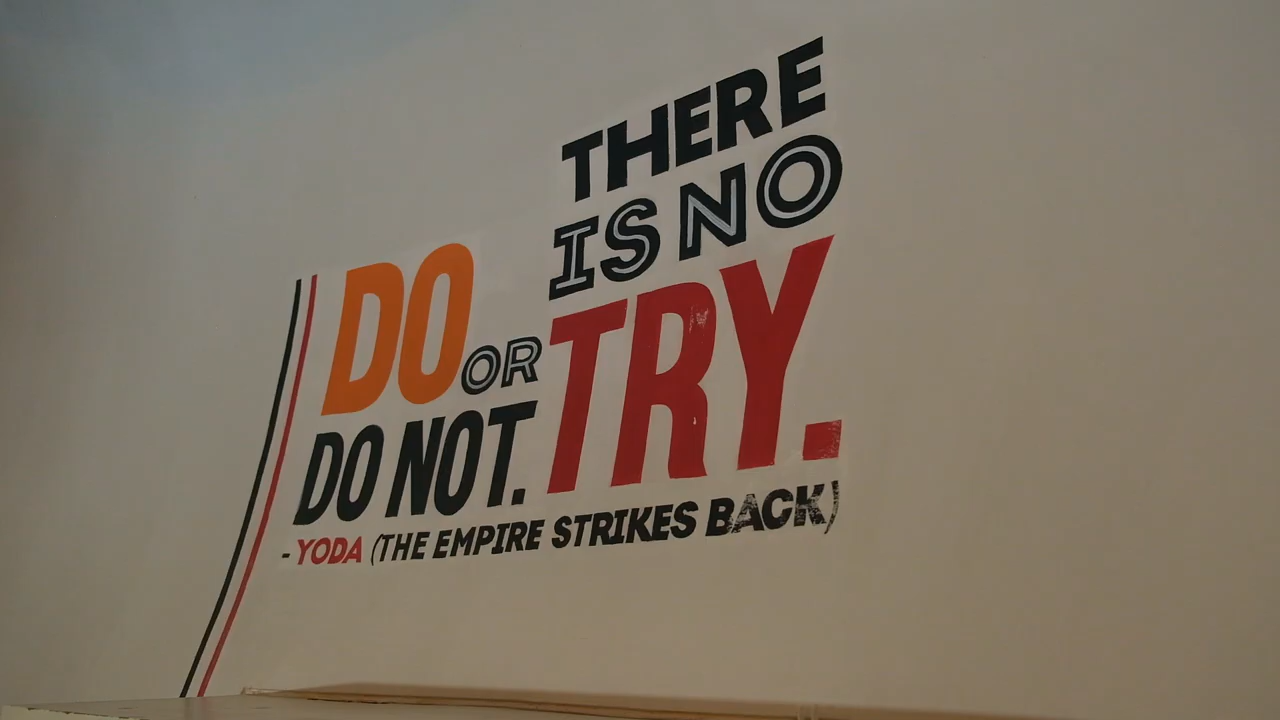 DO OR
DO NOT.
THERE
IS NO
TRY.
- YODA (THE EMPIRE STRIKES BACK)